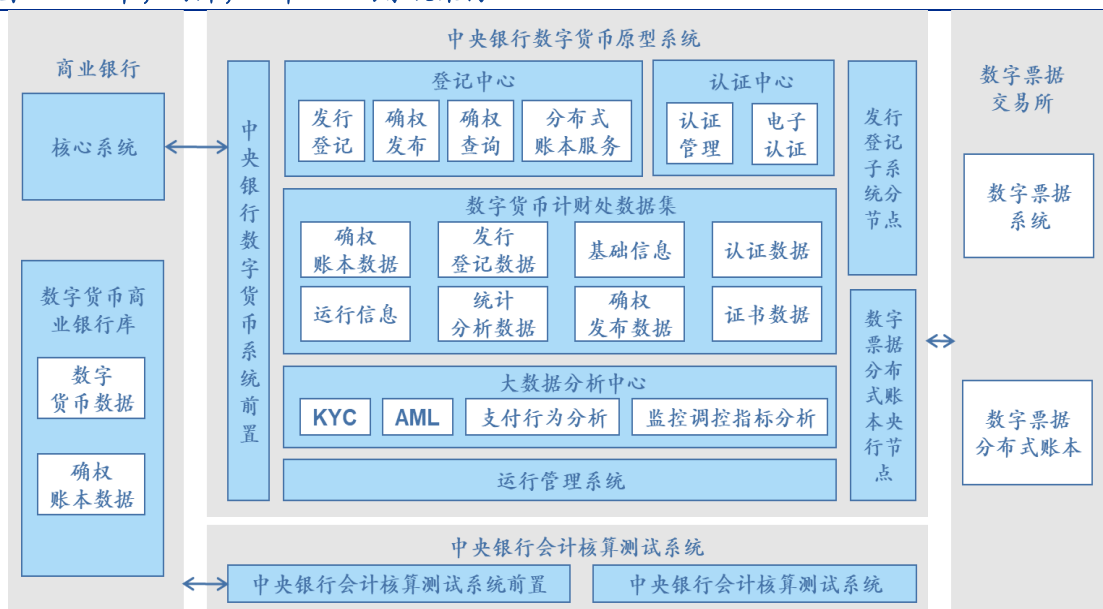 商业银行
核心系统
数字货币商
业银行库
数字
货币数据
确权
账本数据
中央银行数字货币原型系统
中
央
银
行
数
字
货
币
系
统
前
置
登记中心
发行
登记
确权
发布
确权
查询
分布式
账本服务
认证中心
认证
管理
电子
认证
数字货币计财处数据集
确权
账本数据
发行
登记数据
基础信息
认证数据
运行信息
统计
分析数据
确权
发布数据
证书数据
大数据分析中心
KYC
AML
支付行为分析
监控调控指标分析
运行管理系统
发行
登记
子系
统分
节点
数字
票据
分布
式账
本央
行节
点
中央银行会计核算测试系统
中央银行会计核算测试系统前置
中央银行会计核算测试系统
数字票据
交易所
数字票据
系统
数字票据
分布式账本